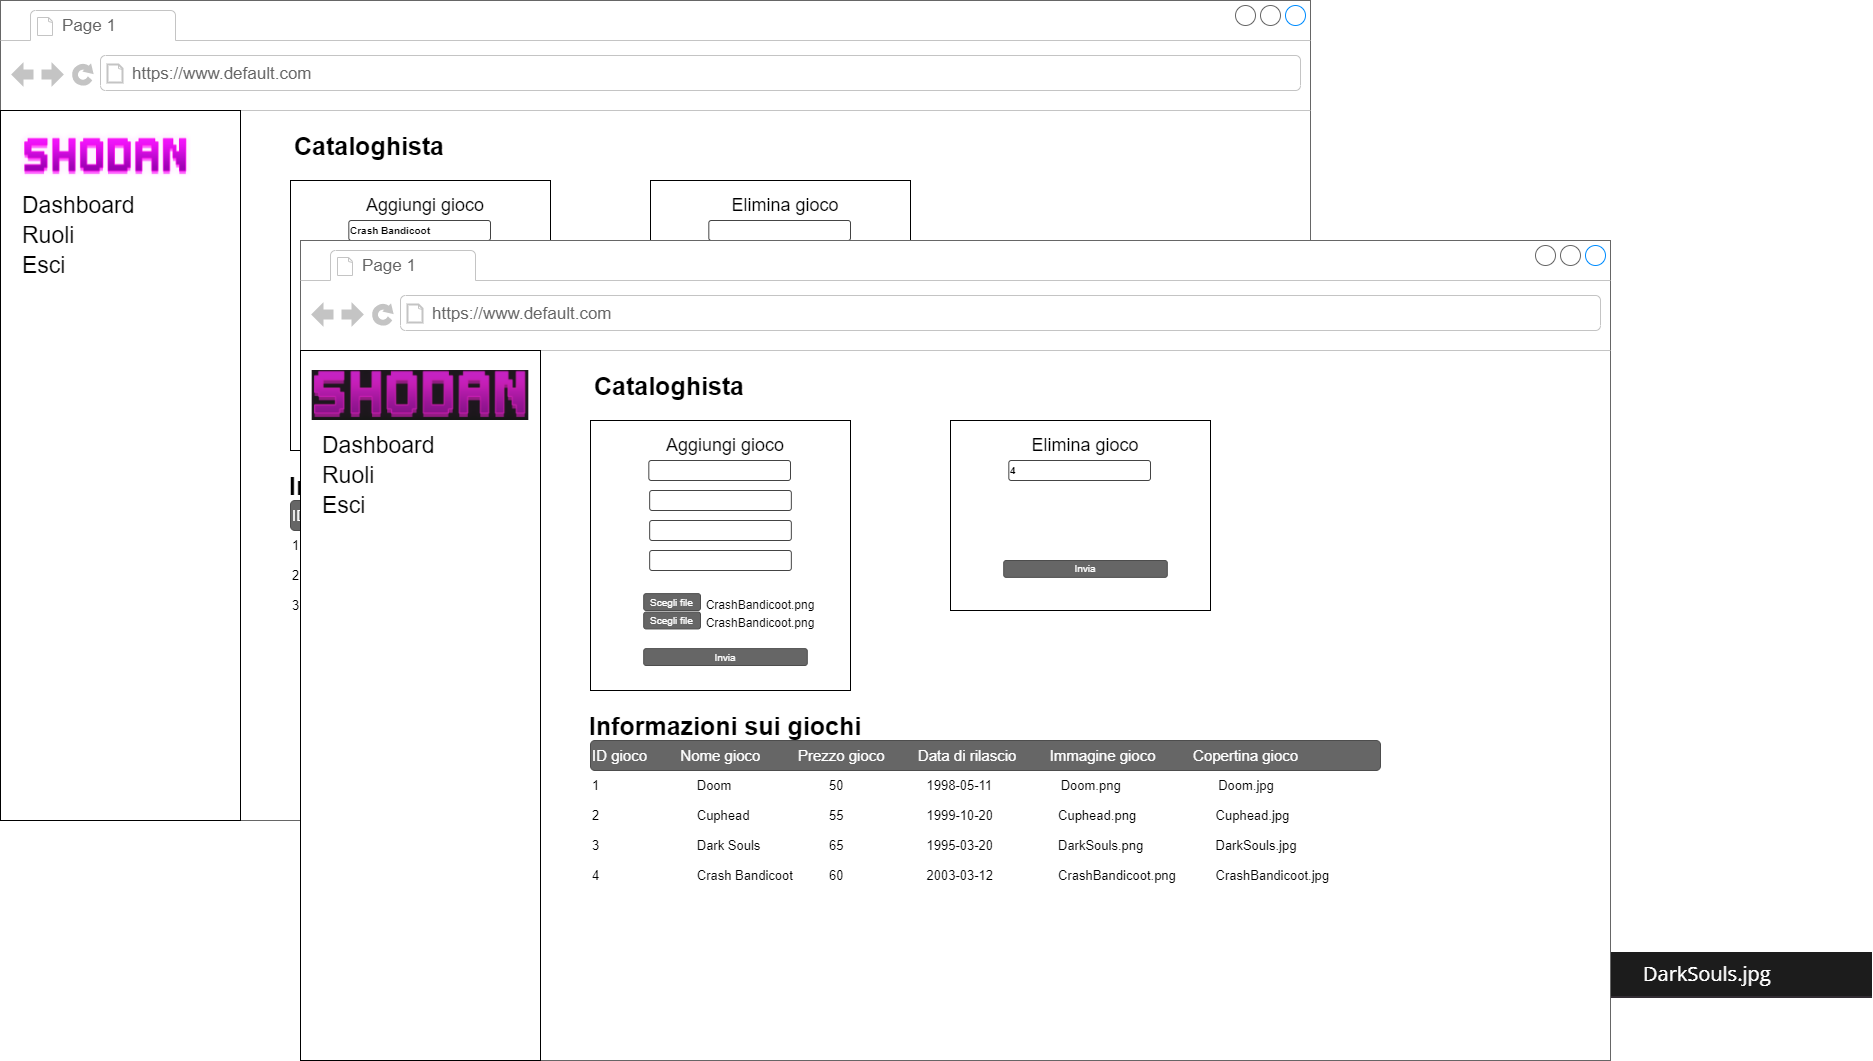 Page 1
https://www.default.com
SHODAN
Dashboard
Ruoli
Esci
Cataloghista
Aggiungi gioco
Crash Bandicoot
Elimina gioco
1
2
3
Page 1
https://www.default.com
SHODAN
Dashboard
Ruoli
Esci
Cataloghista
Aggiungi gioco
Scegli file CrashBandicoot.png
Scegli file CrashBandicoot.png
Invia
Elimina gioco
4
Invia
Informazioni sui giochi
ID gioco Nome gioco Prezzo gioco Data di rilascio Immagine gioco Copertina gioco
1 Doom 50 1998-05-11 Doom.png Doom.jpg
2 Cuphead 55 1999-10-20 Cuphead.png Cuphead.jpg
3 Dark Souls 65 1995-03-20 DarkSouls.png DarkSouls.jpg
4 Crash Bandicoot 60 2003-03-12 CrashBandicoot.png CrashBandicoot.jpg
DarkSouls.jpg